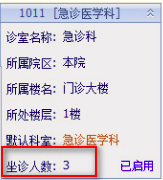 1011 [急诊医学科]
诊室名称: 急诊科
所属院区: 本院
所属楼名: 门诊大楼
所处楼层: 1楼
默认科室: 急诊医学科
坐诊人数: 3 已启用